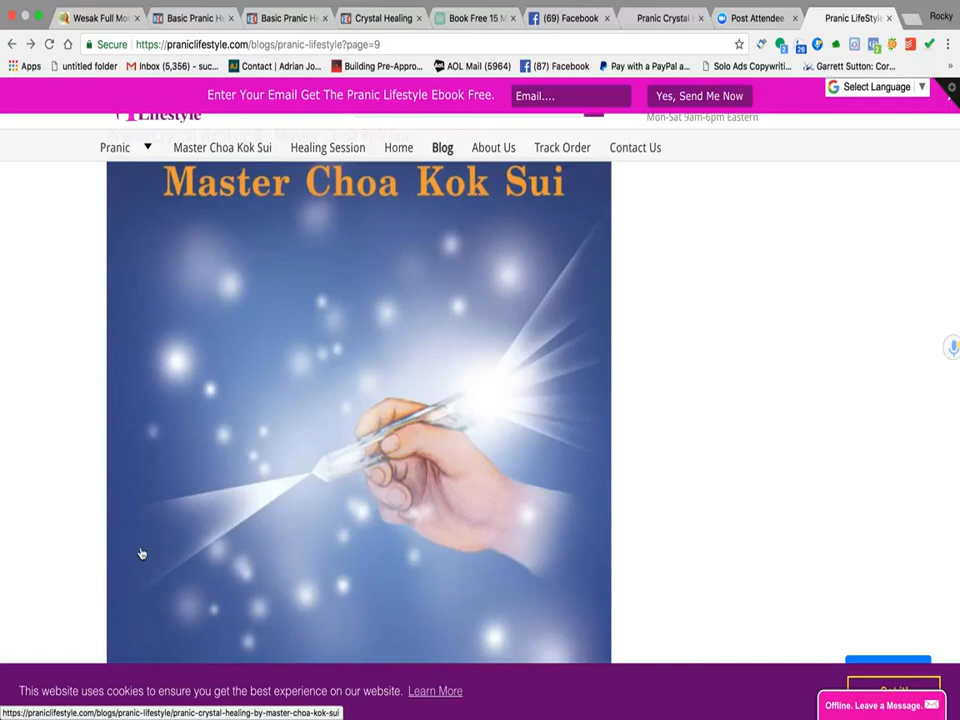 Wesak Full Mo
Basic Pranic He
Basic Pranic He
Crystal Healing
Book Free 15 M
(69) Facebook
Pranic Crystal
Post Attendee
Pranic LifeStyle
Rocky
Secure
https://praniclifestyle.com/blogs/pranic-lifestyle?page=9
Apps
untitled folder
Inbox (5,356) - suc...
Contact | Adrian Jo...
Building Pre-Appro...
AOL Mail (5964)
(87) Facebook
Pay with a PayPal a...
Solo Ads Copywriti...
Garrett Sutton: Cor...
»
Enter Your Email Get The Pranic Lifestyle Ebook Free.
Email....
Yes, Send Me Now
Select Language
Lifestyle
Mon-Sat 9am-6pm Eastern
Pranic
Master Choa Kok Sui
Healing Session
Home
Blog
About Us
Track Order
Contact Us
Master Choa Kok Sui
This website uses cookies to ensure you get the best experience on our website. Learn More
Offline. Leave a Message.
https://praniclifestyle.com/blogs/pranic-lifestyle/pranic-crystal-healing-by-master-choa-kok-sui